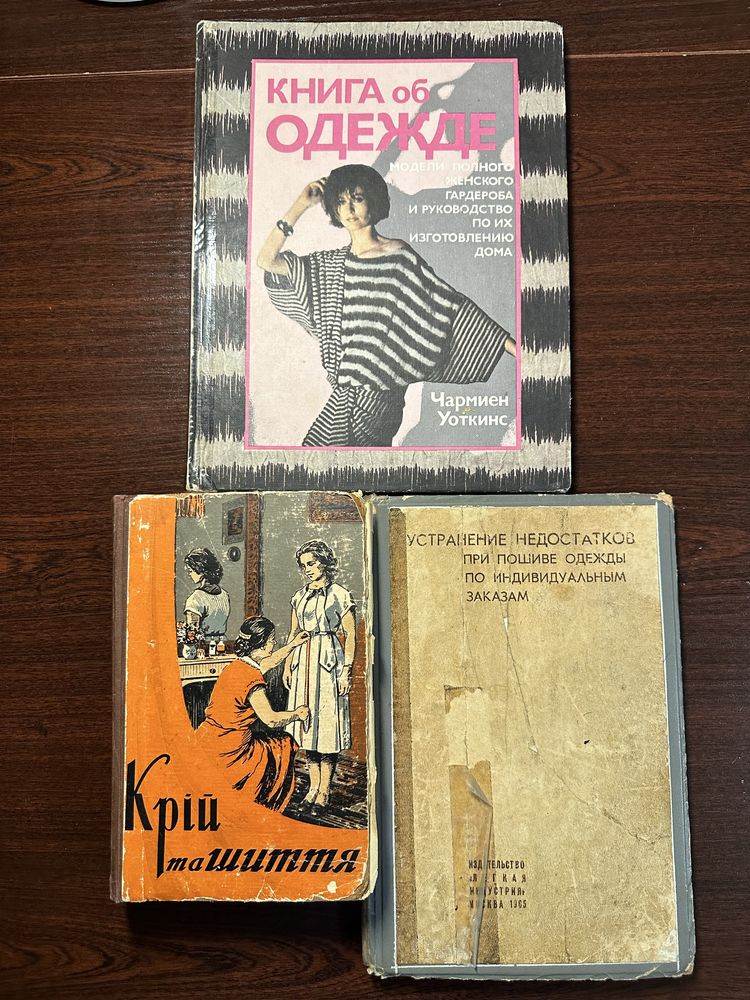 КНИГА об
ОДЕЖДЕ
МОДЕЛИ ПОЛНОГО
ЖЕНСКОГО
ГАРДЕРОБА
И РУКОВОДСТВО
ПО ИХ
ИЗГОТОВЛЕНИЮ
ДОМА
Чармиен
Уоткинс
Крій
та шиття
УСТРАНЕНИЕ НЕДОСТАТКОВ
ПРИ ПОШИВЕ ОДЕЖДЫ
ПО ИНДИВИДУАЛЬНЫМ
ЗАКАЗАМ
ИЗДАТЕЛЬСТВО
«ЛЕГКАЯ
ИНДУСТРИЯ»
МОСКВА 1965